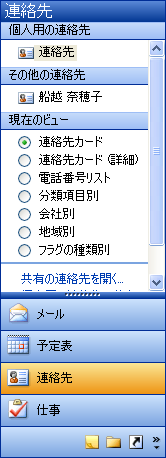 連絡先
個人用の連絡先
連絡先
その他の連絡先
船越 奈穂子
現在のビュー
連絡先カード
連絡先カード (詳細)
電話番号リスト
分類項目別
会社別
地域別
フラグの種類別
共有の連絡先を開く...
メール
予定表
連絡先
仕事